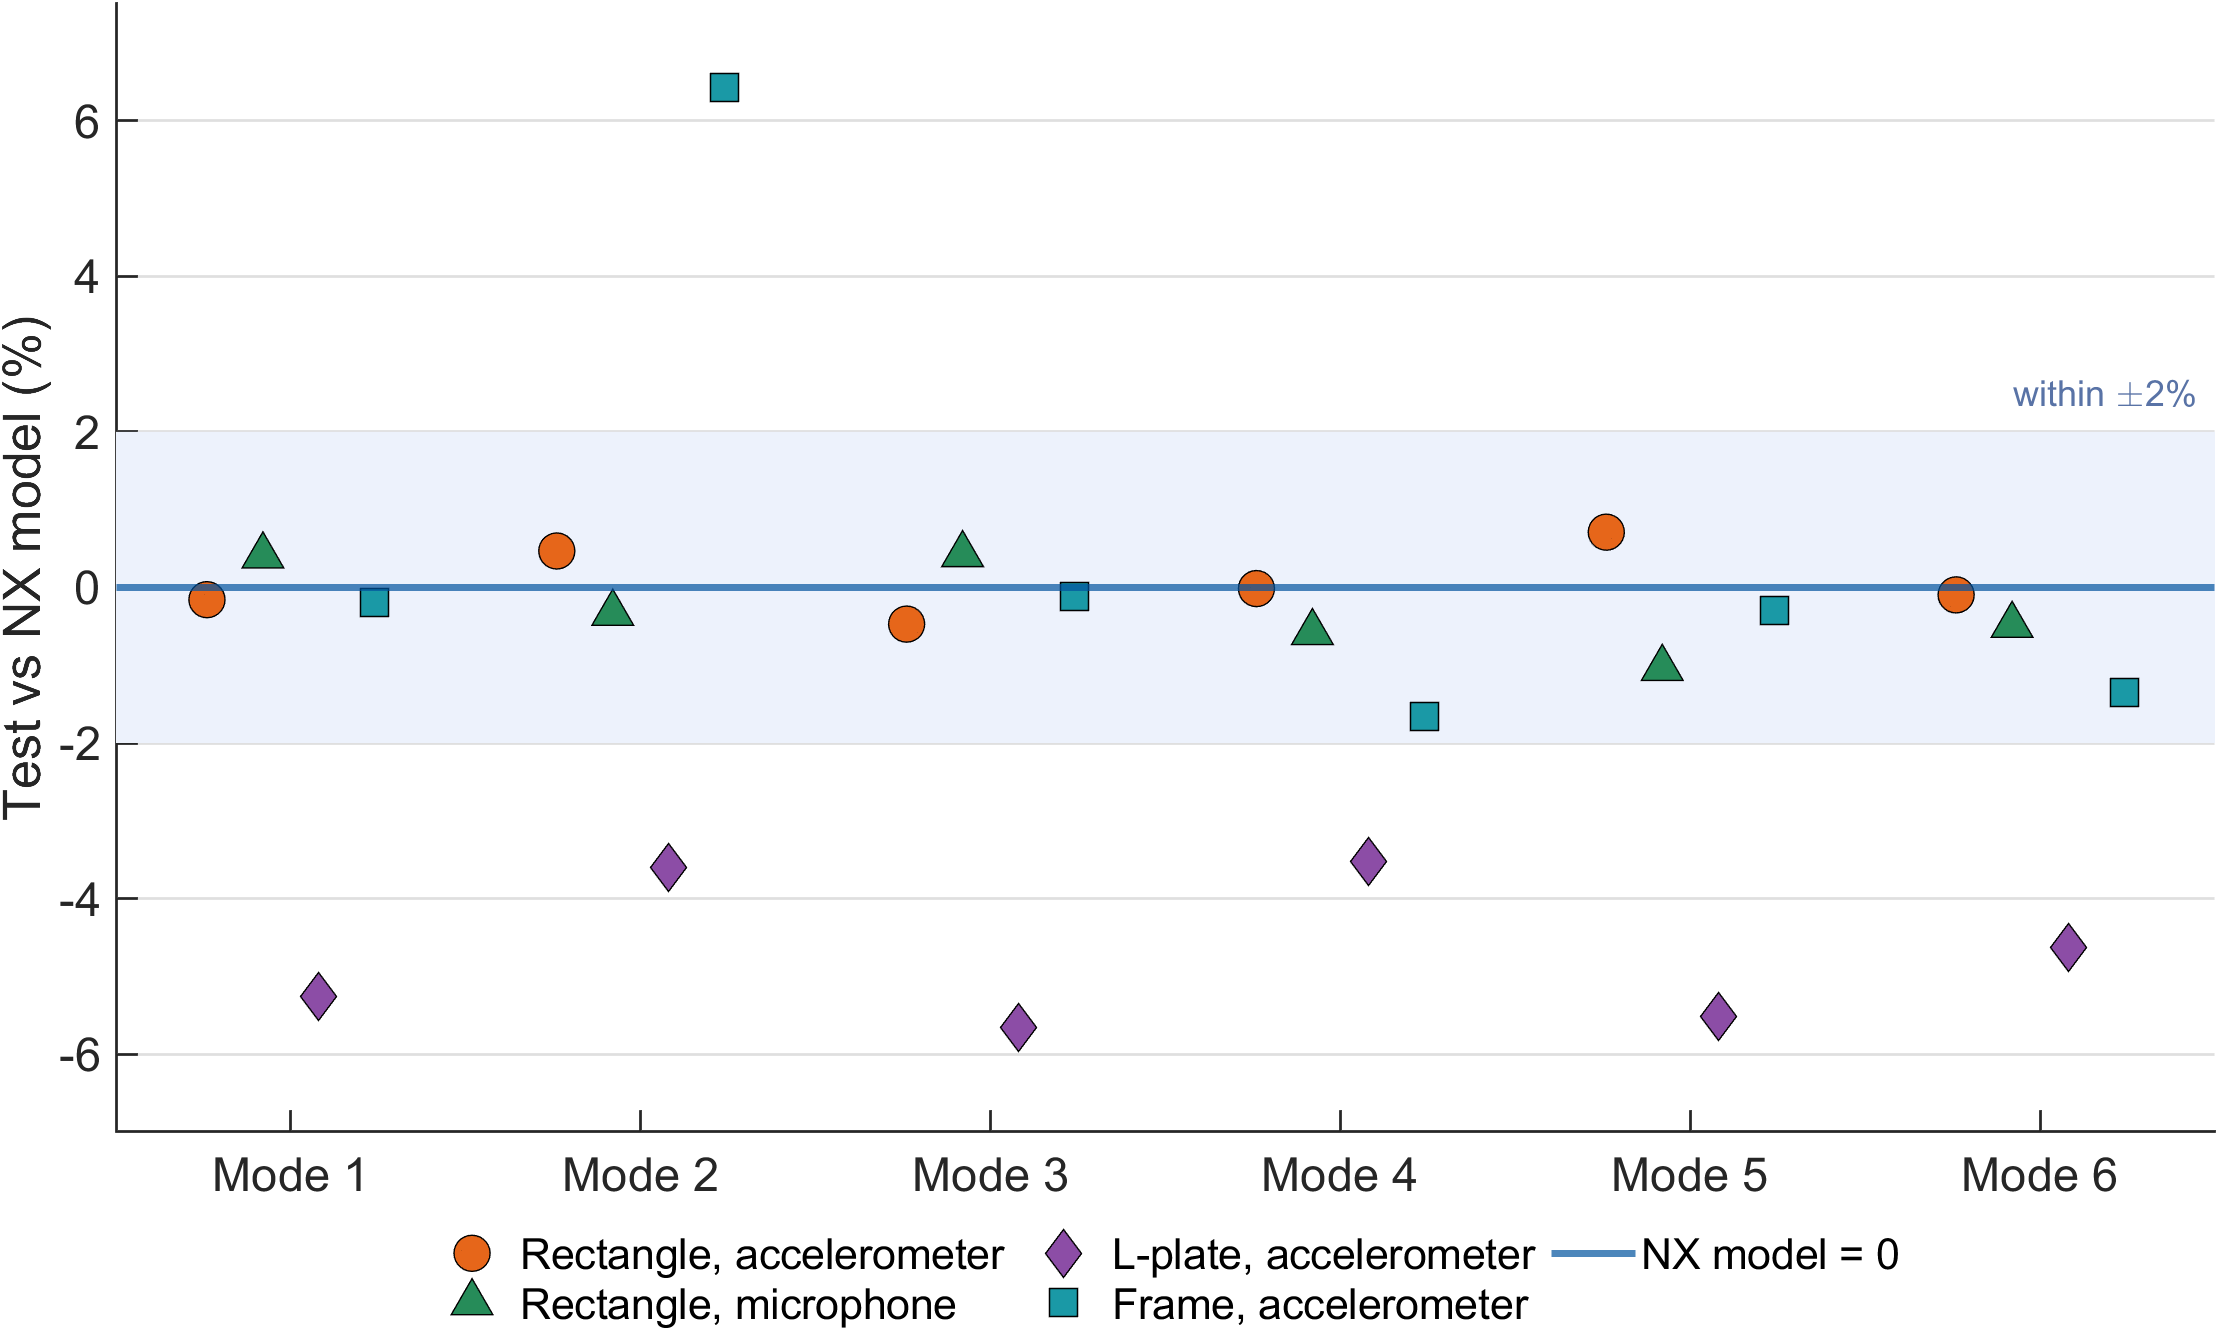 Test vs NX model (%)
6
4
2
0
-2
-4
-6
within ±2%
Mode 1
Mode 2
Mode 3
Mode 4
Mode 5
Mode 6
Rectangle, accelerometer
Rectangle, microphone
L-plate, accelerometer
Frame, accelerometer
NX model = 0